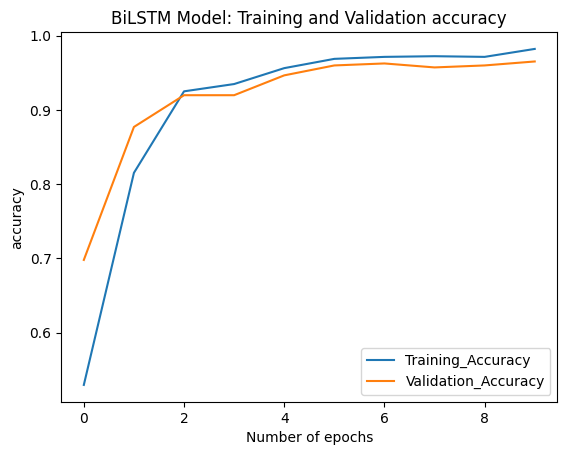 BiLSTM Model: Training and Validation accuracy
1.0
0.9
0.8
0.7
0.6
accuracy
Training_Accuracy
Validation_Accuracy
0 2 4 6 8
Number of epochs